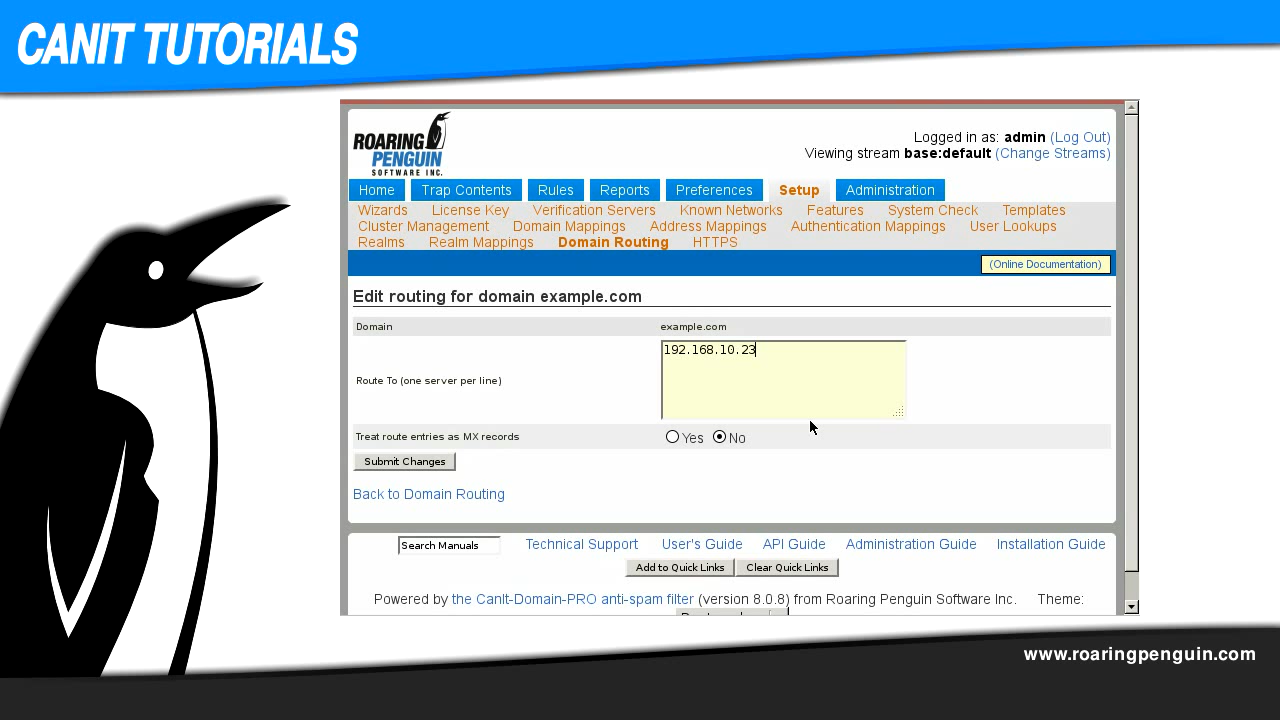 CANIT TUTORIALS
ROARING
PENGUIN
SOFTWARE INC.
Logged in as: admin (Log Out)
Viewing stream base:default (Change Streams)
Home Trap Contents Rules Reports Preferences Setup Administration
Wizards License Key Verification Servers Known Networks Features System Check Templates
Cluster Management Domain Mappings Address Mappings Authentication Mappings User Lookups
Realms Realm Mappings Domain Routing HTTPS
(Online Documentation)
Edit routing for domain example.com
Domain example.com
192.168.10.23
Route To (one server per line)
Treat route entries as MX records Yes No
Submit Changes
Back to Domain Routing
Search Manuals Technical Support User's Guide API Guide Administration Guide Installation Guide
Add to Quick Links Clear Quick Links
Powered by the CanIt-Domain-PRO anti-spam filter (version 8.0.8) from Roaring Penguin Software Inc. Theme:
www.roaringpenguin.com